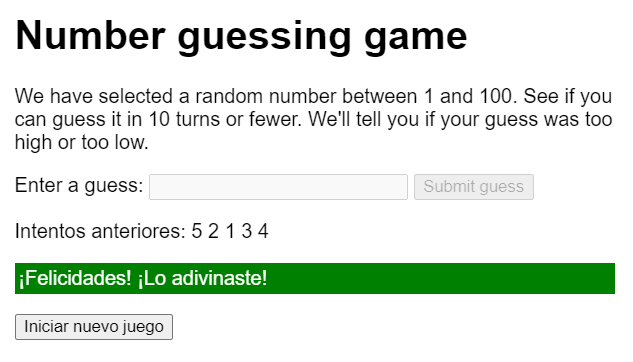 Number guessing game
We have selected a random number between 1 and 100. See if you
can guess it in 10 turns or fewer. We'll tell you if your guess was too
high or too low.
Enter a guess: Submit guess
Intentos anteriores: 5 2 1 3 4
¡Felicidades! ¡Lo adivinaste!
Iniciar nuevo juego